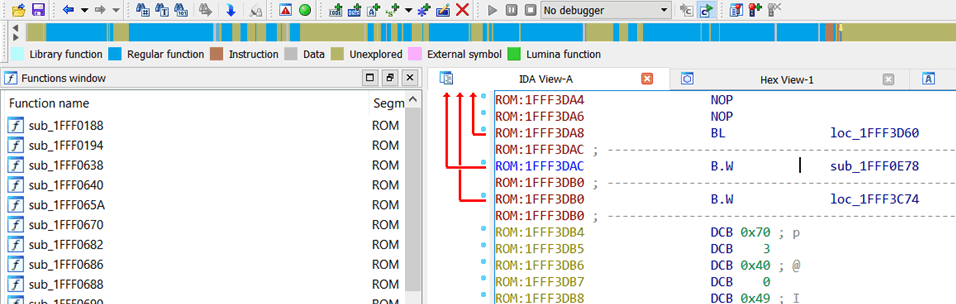 No debugger
Library function Regular function Instruction Data Unexplored External symbol Lumina function
Functions window
Function name Segm
sub_1FFF0188 ROM
sub_1FFF0194 ROM
sub_1FFF0638 ROM
sub_1FFF0640 ROM
sub_1FFF065A ROM
sub_1FFF0670 ROM
sub_1FFF0682 ROM
sub_1FFF0686 ROM
sub_1FFF0688 ROM
sub_1FFF0690 ROM
IDA View-A Hex View-1
ROM:1FFF3DA4 NOP
ROM:1FFF3DA6 NOP
ROM:1FFF3DA8 BL loc_1FFF3D60
ROM:1FFF3DAC ; ---------------------------------------------------------------
ROM:1FFF3DAC B.W sub_1FFF0E78
ROM:1FFF3DB0 ; ---------------------------------------------------------------
ROM:1FFF3DB0 B.W loc_1FFF3C74
ROM:1FFF3DB0 ; ---------------------------------------------------------------
ROM:1FFF3DB4 DCB 0x70 ; p
ROM:1FFF3DB5 DCB 3
ROM:1FFF3DB6 DCB 0x40 ; @
ROM:1FFF3DB7 DCB 0
ROM:1FFF3DB8 DCB 0x49 ; I